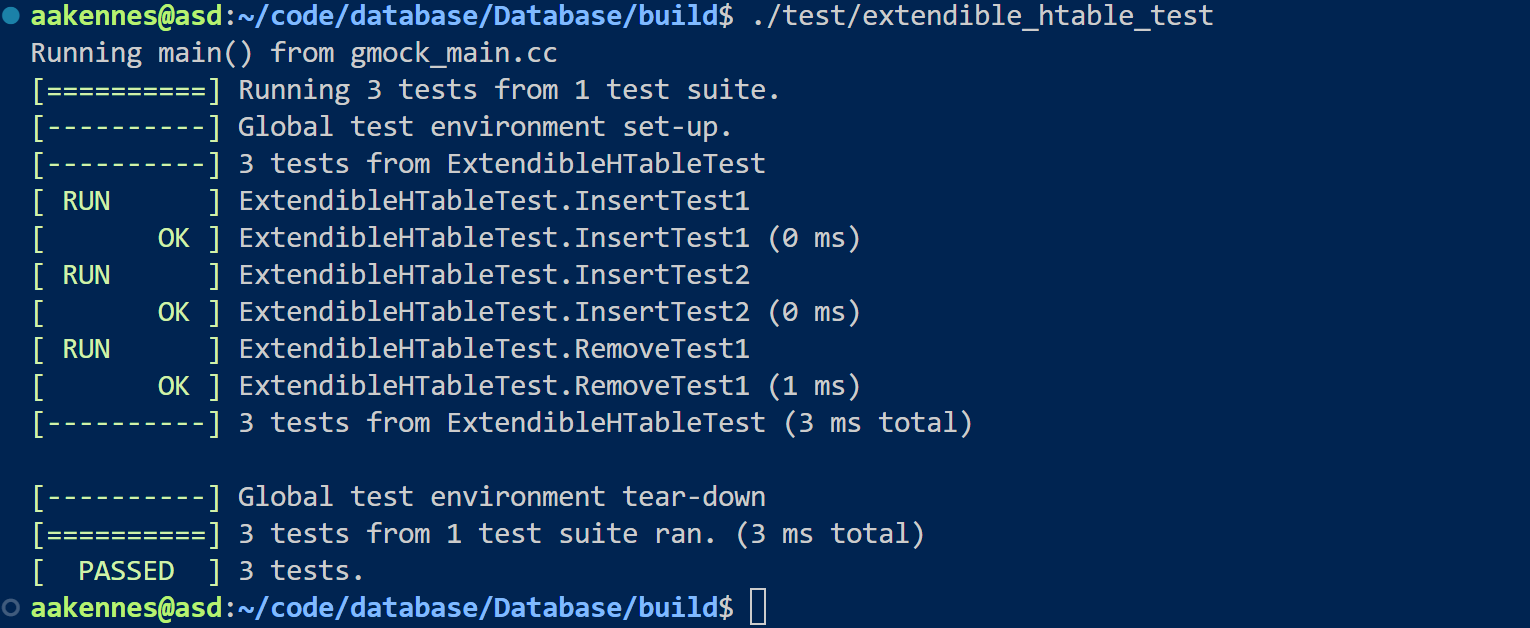 aakennes@asd:~/code/database/Database/build$ ./test/extendible_htable_test
Running main() from gmock_main.cc
[==========] Running 3 tests from 1 test suite.
[----------] Global test environment set-up.
[----------] 3 tests from ExtendibleHTableTest
[ RUN      ] ExtendibleHTableTest.InsertTest1
[       OK ] ExtendibleHTableTest.InsertTest1 (0 ms)
[ RUN      ] ExtendibleHTableTest.InsertTest2
[       OK ] ExtendibleHTableTest.InsertTest2 (0 ms)
[ RUN      ] ExtendibleHTableTest.RemoveTest1
[       OK ] ExtendibleHTableTest.RemoveTest1 (1 ms)
[----------] 3 tests from ExtendibleHTableTest (3 ms total)

[----------] Global test environment tear-down
[==========] 3 tests from 1 test suite ran. (3 ms total)
[  PASSED  ] 3 tests.
aakennes@asd:~/code/database/Database/build$